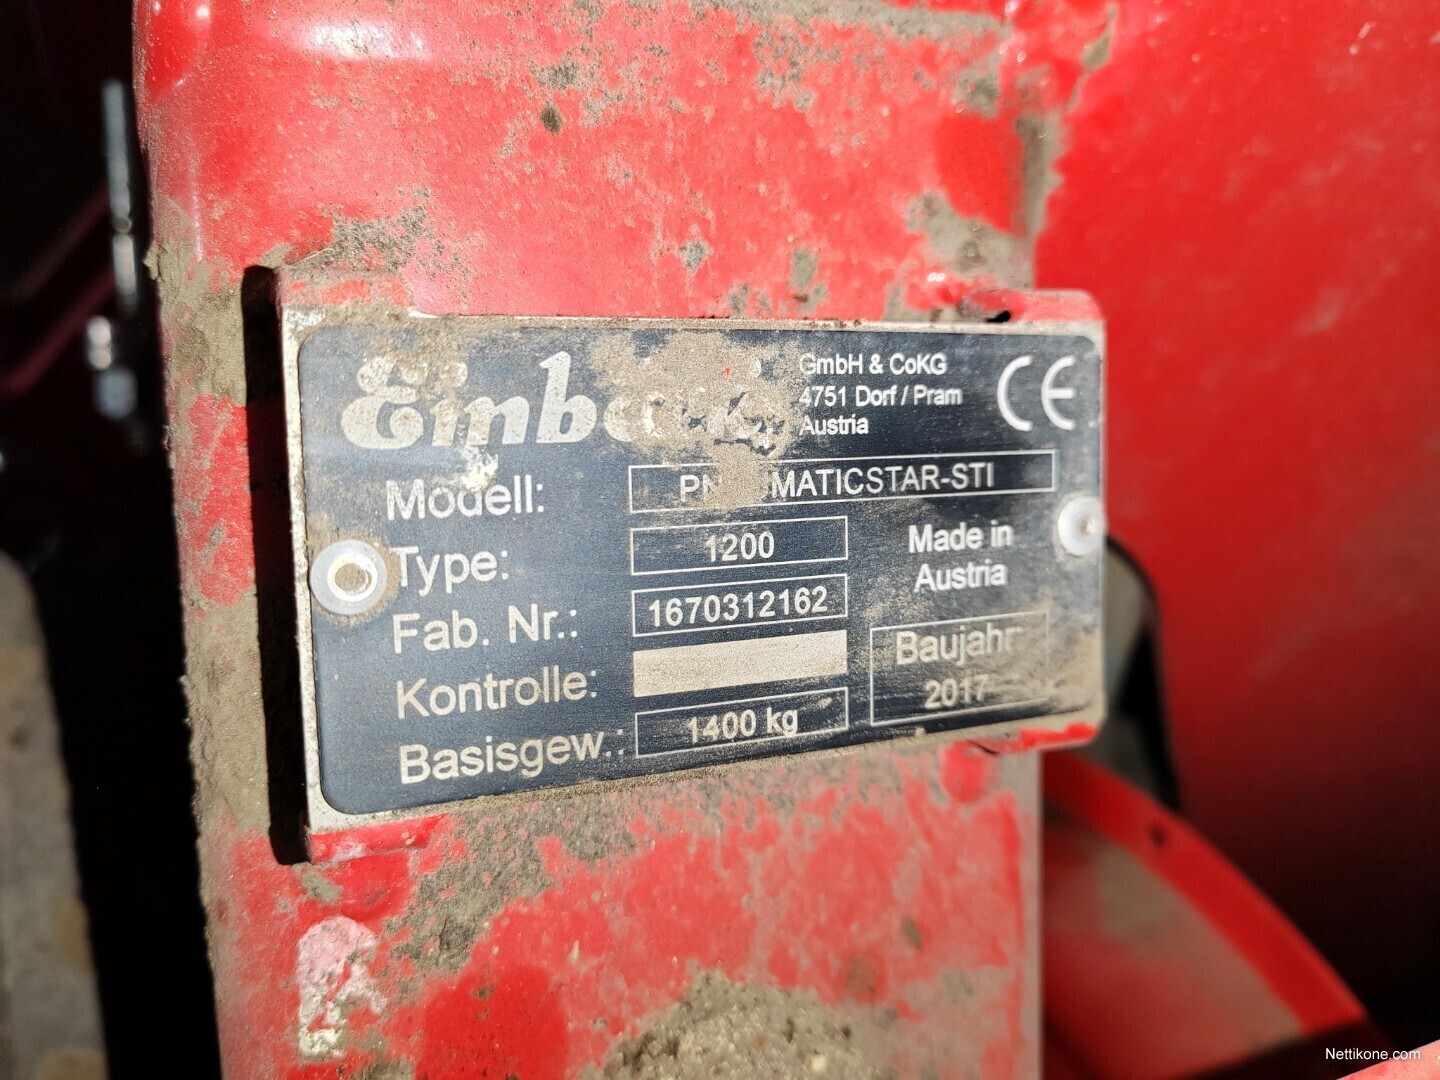 GmbH & CoKG
4751 Dorf / Pram
Austria
CE
Modell: MATICSTAR-STI
Type: 1200
Made in
Austria
Fab. Nr.: 1670312162
Kontrolle:
Baujahr
2017
Basisgew.: 1400 kg
Nettikone.com